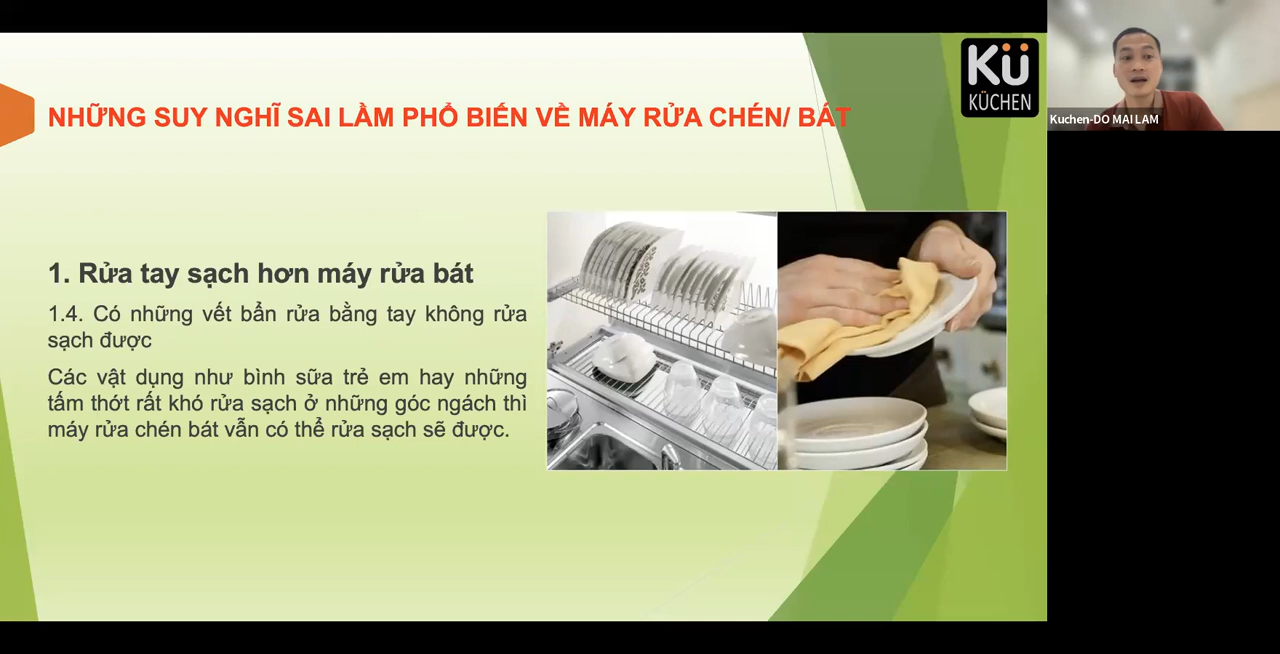 NHỮNG SUY NGHĨ SAI LẦM PHỔ BIẾN VỀ MÁY RỬA CHÉN/ BÁT
Kü
KÜCHEN
Kuchen-DO MAI LAM
1. Rửa tay sạch hơn máy rửa bát
1.4. Có những vết bẩn rửa bằng tay không rửa
sạch được
Các vật dụng như bình sữa trẻ em hay những
tấm thớt rất khó rửa sạch ở những góc ngách thì
máy rửa chén bát vẫn có thể rửa sạch sẽ được.